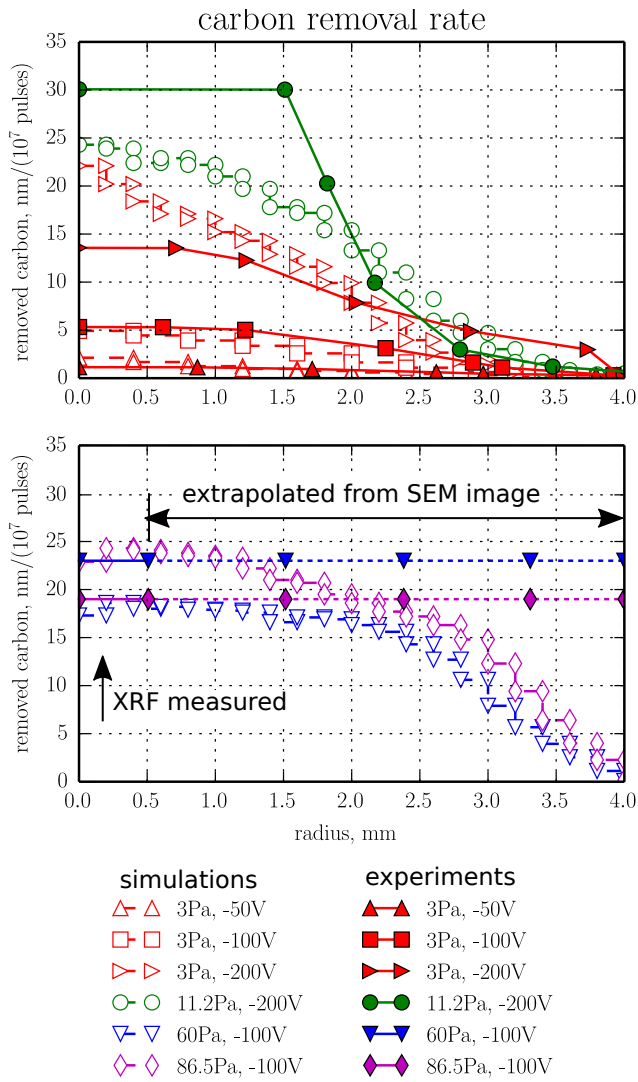 carbon removal rate
removed carbon, nm/(10⁷ pulses)
35
30
25
20
15
10
5
0
0.0 0.5 1.0 1.5 2.0 2.5 3.0 3.5 4.0
removed carbon, nm/(10⁷ pulses)
35
30
25
20
15
10
5
0
extrapolated from SEM image
XRF measured
0.0 0.5 1.0 1.5 2.0 2.5 3.0 3.5 4.0
radius, mm
simulations
3Pa, -50V
3Pa, -100V
3Pa, -200V
11.2Pa, -200V
60Pa, -100V
86.5Pa, -100V
experiments
3Pa, -50V
3Pa, -100V
3Pa, -200V
11.2Pa, -200V
60Pa, -100V
86.5Pa, -100V